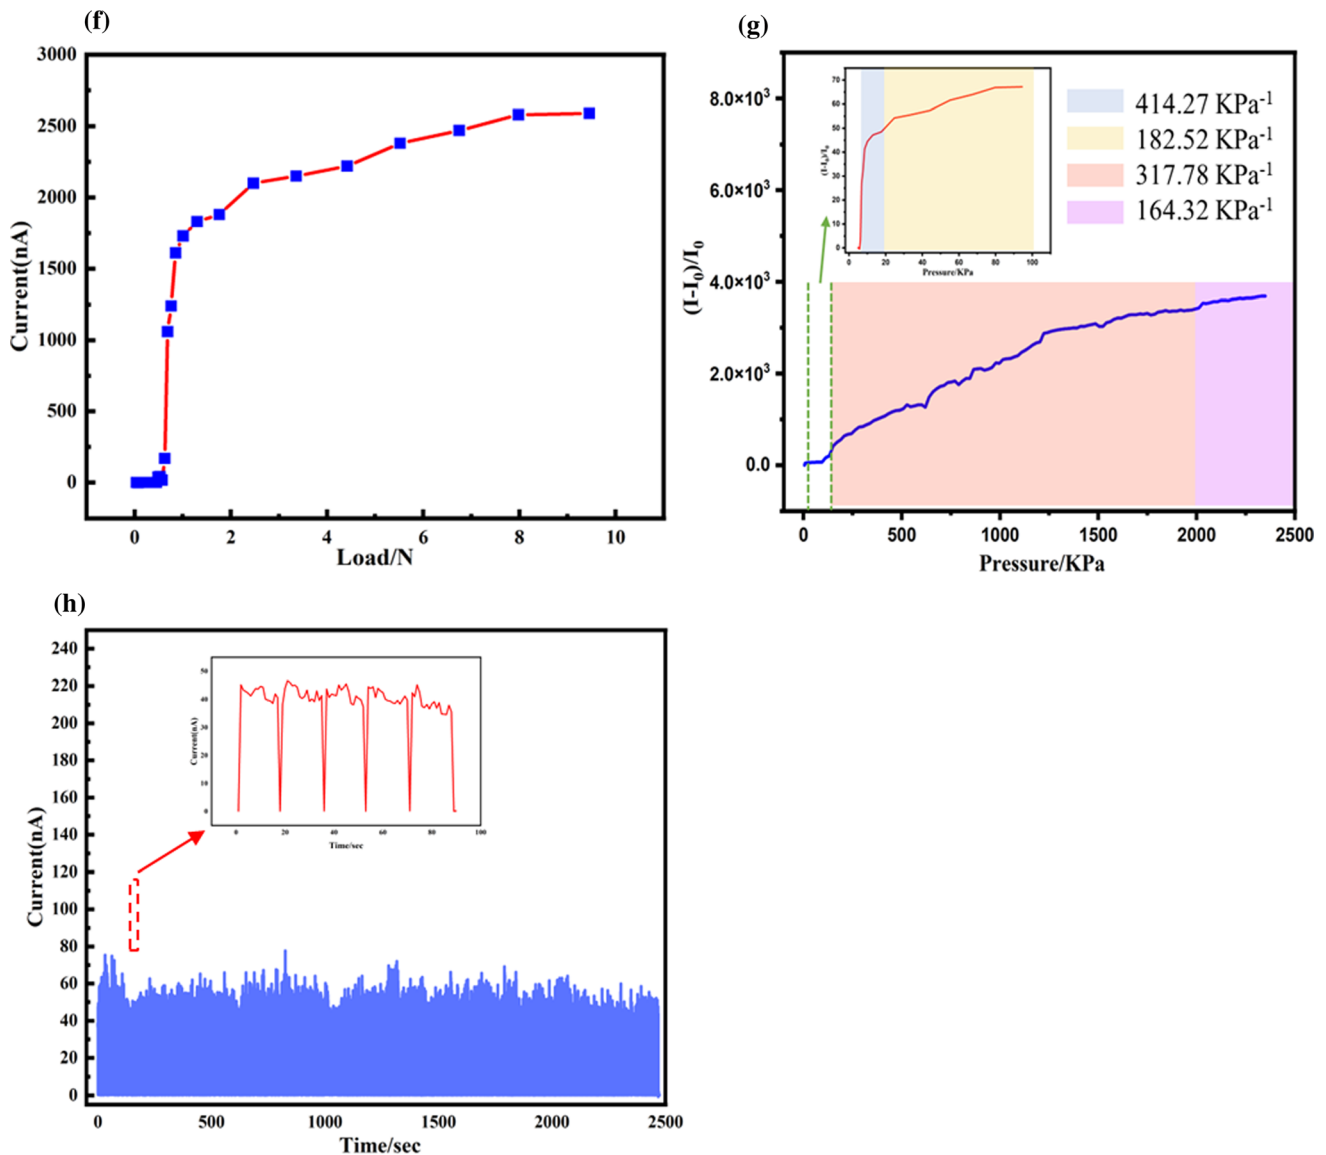 (f)
3000
2500
2000
1500
1000
500
0
Current(nA)
0 2 4 6 8 10
Load/N
(g)
8.0×10³
6.0×10³
4.0×10³
2.0×10³
0.0
(I-I₀)/I₀
0 500 1000 1500 2000 2500
Pressure/KPa
70
60
50
40
30
20
10
0
(I-I₀)/I₀
0 20 40 60 80 100
Pressure/KPa
414.27 KPa⁻¹
182.52 KPa⁻¹
317.78 KPa⁻¹
164.32 KPa⁻¹
(h)
240
220
200
180
160
140
120
100
80
60
40
20
0
Current(nA)
0 500 1000 1500 2000 2500
Time/sec
50
40
30
20
10
0
Current(nA)
0 20 40 60 80 100
Time/sec